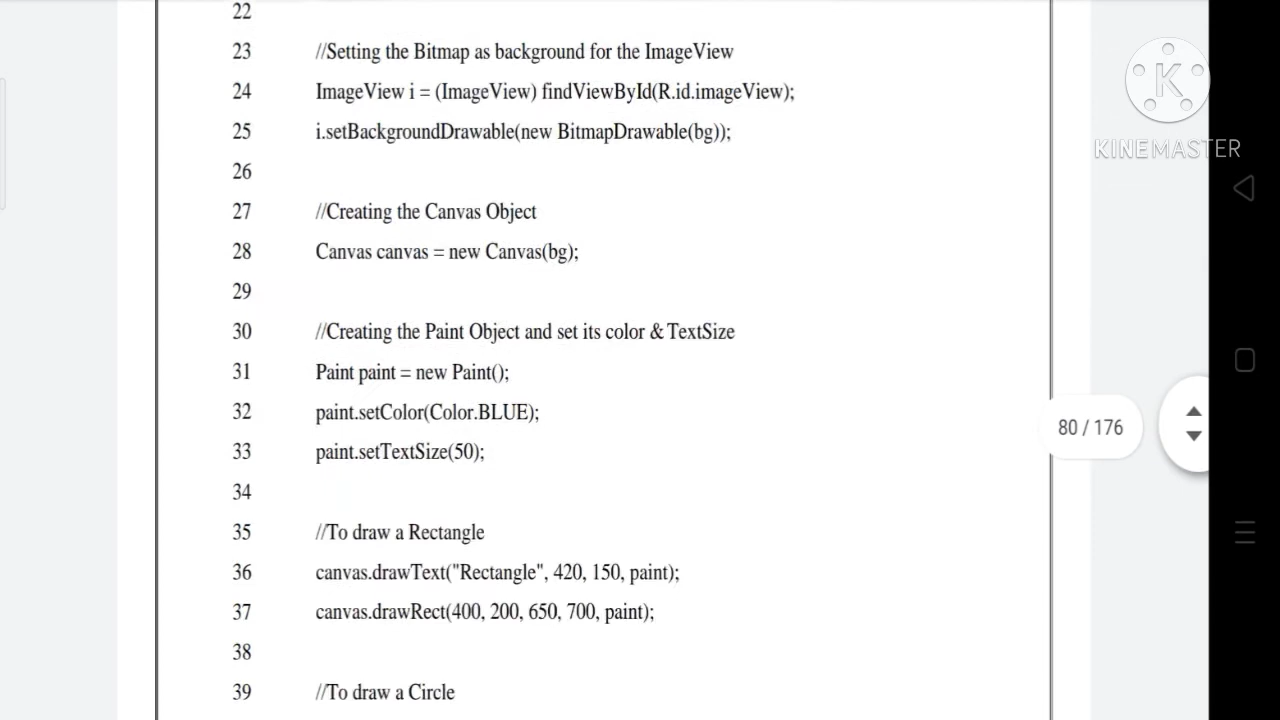 22
23 //Setting the Bitmap as background for the ImageView
24 ImageView i = (ImageView) findViewById(R.id.imageView);
25 i.setBackgroundDrawable(new BitmapDrawable(bg));
26
27 //Creating the Canvas Object
28 Canvas canvas = new Canvas(bg);
29
30 //Creating the Paint Object and set its color & TextSize
31 Paint paint = new Paint();
32 paint.setColor(Color.BLUE);
33 paint.setTextSize(50);
34
35 //To draw a Rectangle
36 canvas.drawText("Rectangle", 420, 150, paint);
37 canvas.drawRect(400, 200, 650, 700, paint);
38
39 //To draw a Circle
K
KINEMASTER
80 / 176